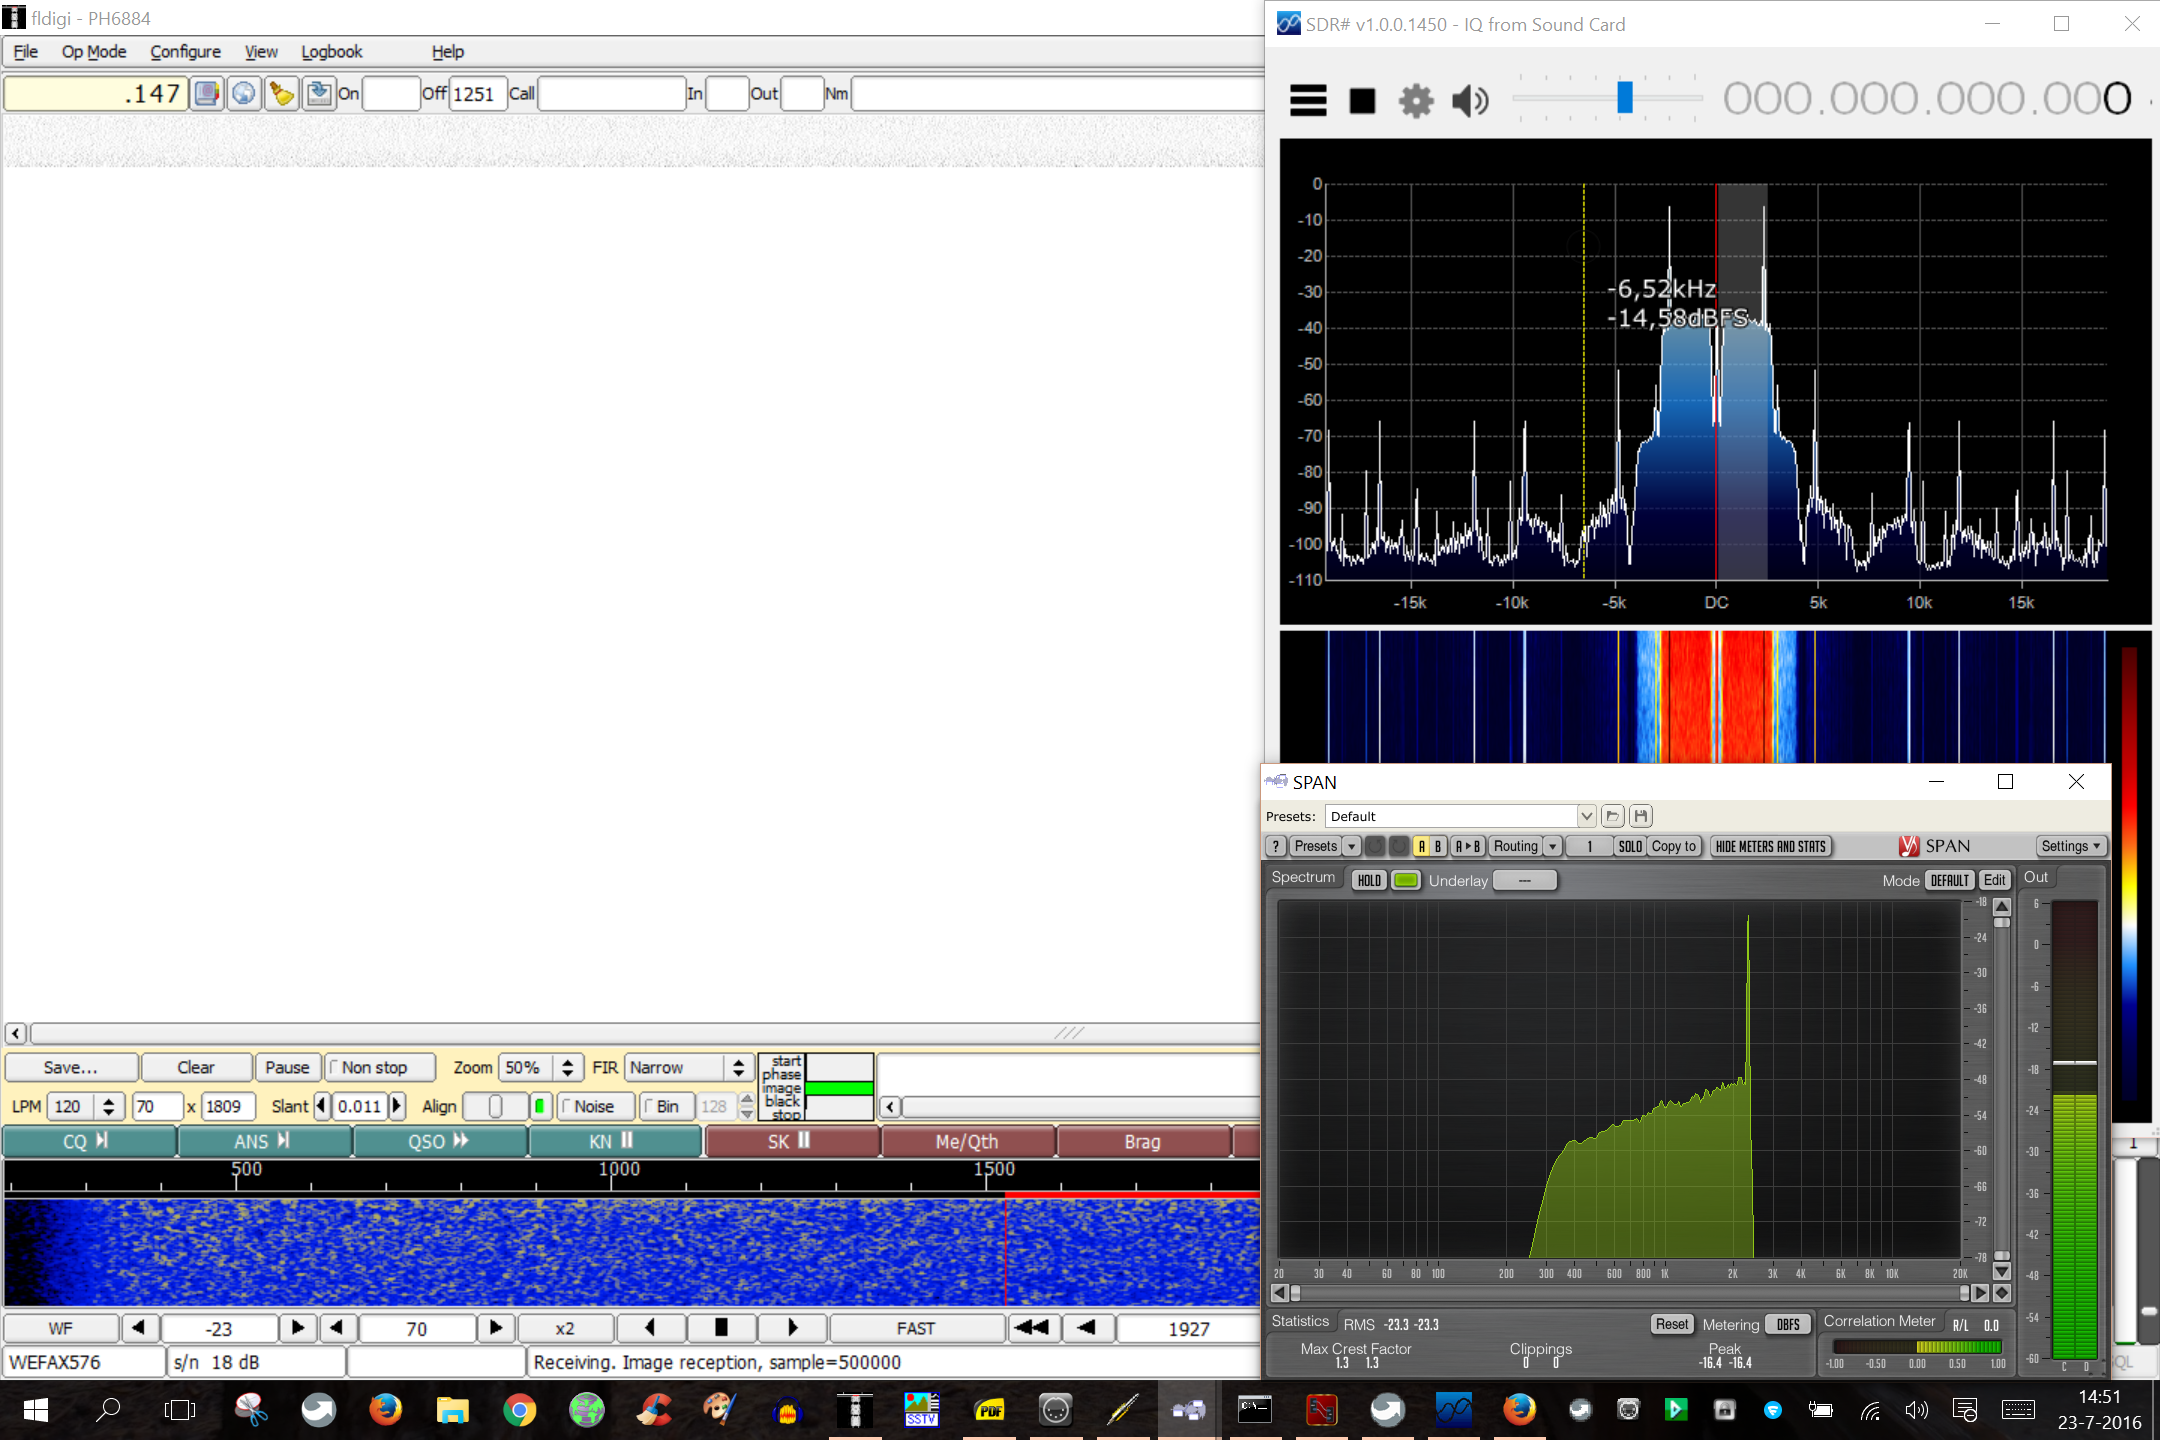 fldigi - PH6884
File Op Mode Configure View Logbook Help
.147 On Off 1251 Call In Out Nm
Save... Clear Pause Non stop Zoom 50% FIR Narrow
start
phase
image
black
stop
LPM 120 70 x 1809 Slant 0.011 Align Noise Bin 128
CQ ANS QSO KN SK Me/Qth Brag
500 1000 1500
WF -23 70 x2 FAST 1927
WEFAX576 s/n 18 dB Receiving. Image reception, sample=500000
SDR# v1.0.0.1450 - IQ from Sound Card
000.000.000.000
0
-10
-20
-30
-40
-50
-60
-70
-80
-90
-100
-110
-6,52kHz
-14,58dBFS
-15k -10k -5k DC 5k 10k 15k
SPAN
Presets: Default
? Presets A B A▸B Routing 1 SOLO Copy to HIDE METERS AND STATS SPAN Settings
Spectrum HOLD Underlay --- Mode DEFAULT Edit Out
-18
-24
-30
-36
-42
-48
-54
-60
-66
-72
-78
6
0
-6
-12
-18
-24
-30
-36
-42
-48
-54
-60
C
20 30 40 60 80 100 200 300 400 600 800 1K 2K 3K 4K 6K 8K 10K 20K
Statistics RMS -23.3 -23.3 Reset Metering DBFS Correlation Meter R/L 0.0
Max Crest Factor Clippings Peak
1.3 1.3 0 0 -16.4 -16.4
-1.00 -0.50 0.00 0.50 1.00
1
QL
SSTV
PDF
C:\
14:51
23-7-2016